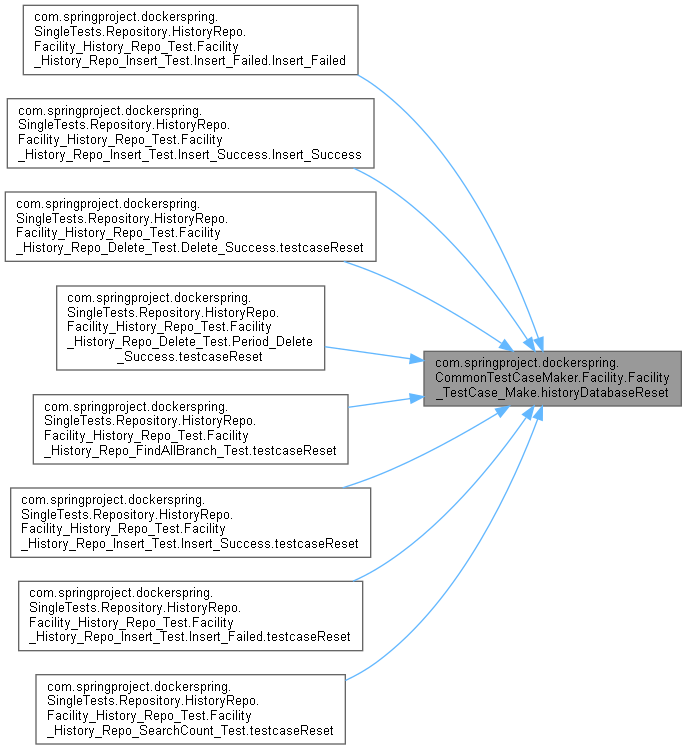 com.springproject.dockerspring.
SingleTests.Repository.HistoryRepo.
Facility_History_Repo_Test.Facility
_History_Repo_Insert_Test.Insert_Failed.Insert_Failed
com.springproject.dockerspring.
SingleTests.Repository.HistoryRepo.
Facility_History_Repo_Test.Facility
_History_Repo_Insert_Test.Insert_Success.Insert_Success
com.springproject.dockerspring.
SingleTests.Repository.HistoryRepo.
Facility_History_Repo_Test.Facility
_History_Repo_Delete_Test.Delete_Success.testcaseReset
com.springproject.dockerspring.
SingleTests.Repository.HistoryRepo.
Facility_History_Repo_Test.Facility
_History_Repo_Delete_Test.Period_Delete
_Success.testcaseReset
com.springproject.dockerspring.
CommonTestCaseMaker.Facility.Facility
_TestCase_Make.historyDatabaseReset
com.springproject.dockerspring.
SingleTests.Repository.HistoryRepo.
Facility_History_Repo_Test.Facility
_History_Repo_FindAllBranch_Test.testcaseReset
com.springproject.dockerspring.
SingleTests.Repository.HistoryRepo.
Facility_History_Repo_Test.Facility
_History_Repo_Insert_Test.Insert_Success.testcaseReset
com.springproject.dockerspring.
SingleTests.Repository.HistoryRepo.
Facility_History_Repo_Test.Facility
_History_Repo_Insert_Test.Insert_Failed.testcaseReset
com.springproject.dockerspring.
SingleTests.Repository.HistoryRepo.
Facility_History_Repo_Test.Facility
_History_Repo_SearchCount_Test.testcaseReset